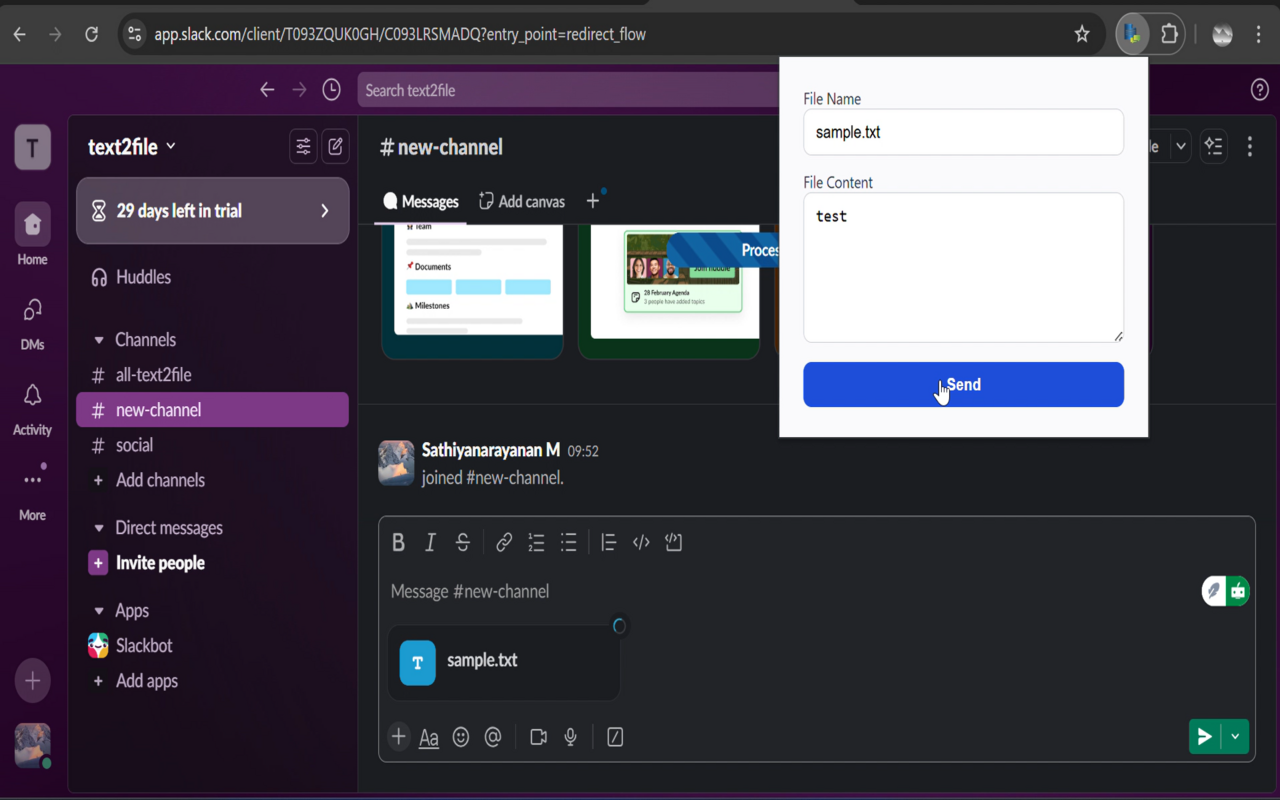 app.slack.com/client/T093ZQUK0GH/C093LRSMADQ?entry_point=redirect_flow
Search text2file
T
text2file
29 days left in trial
Home
DMs
Activity
More
Huddles
Channels
# all-text2file
# new-channel
# social
+ Add channels
Direct messages
+ Invite people
Apps
Slackbot
+ Add apps
# new-channel
le
Messages
Add canvas
+
Team
Documents
Milestones
Join huddle
28 February Agenda
3 people have added topics
Proces
File Name
sample.txt
File Content
test
Send
Sathiyanarayanan M 09:52
joined #new-channel.
B I S
Message #new-channel
T
sample.txt
+ Aa @